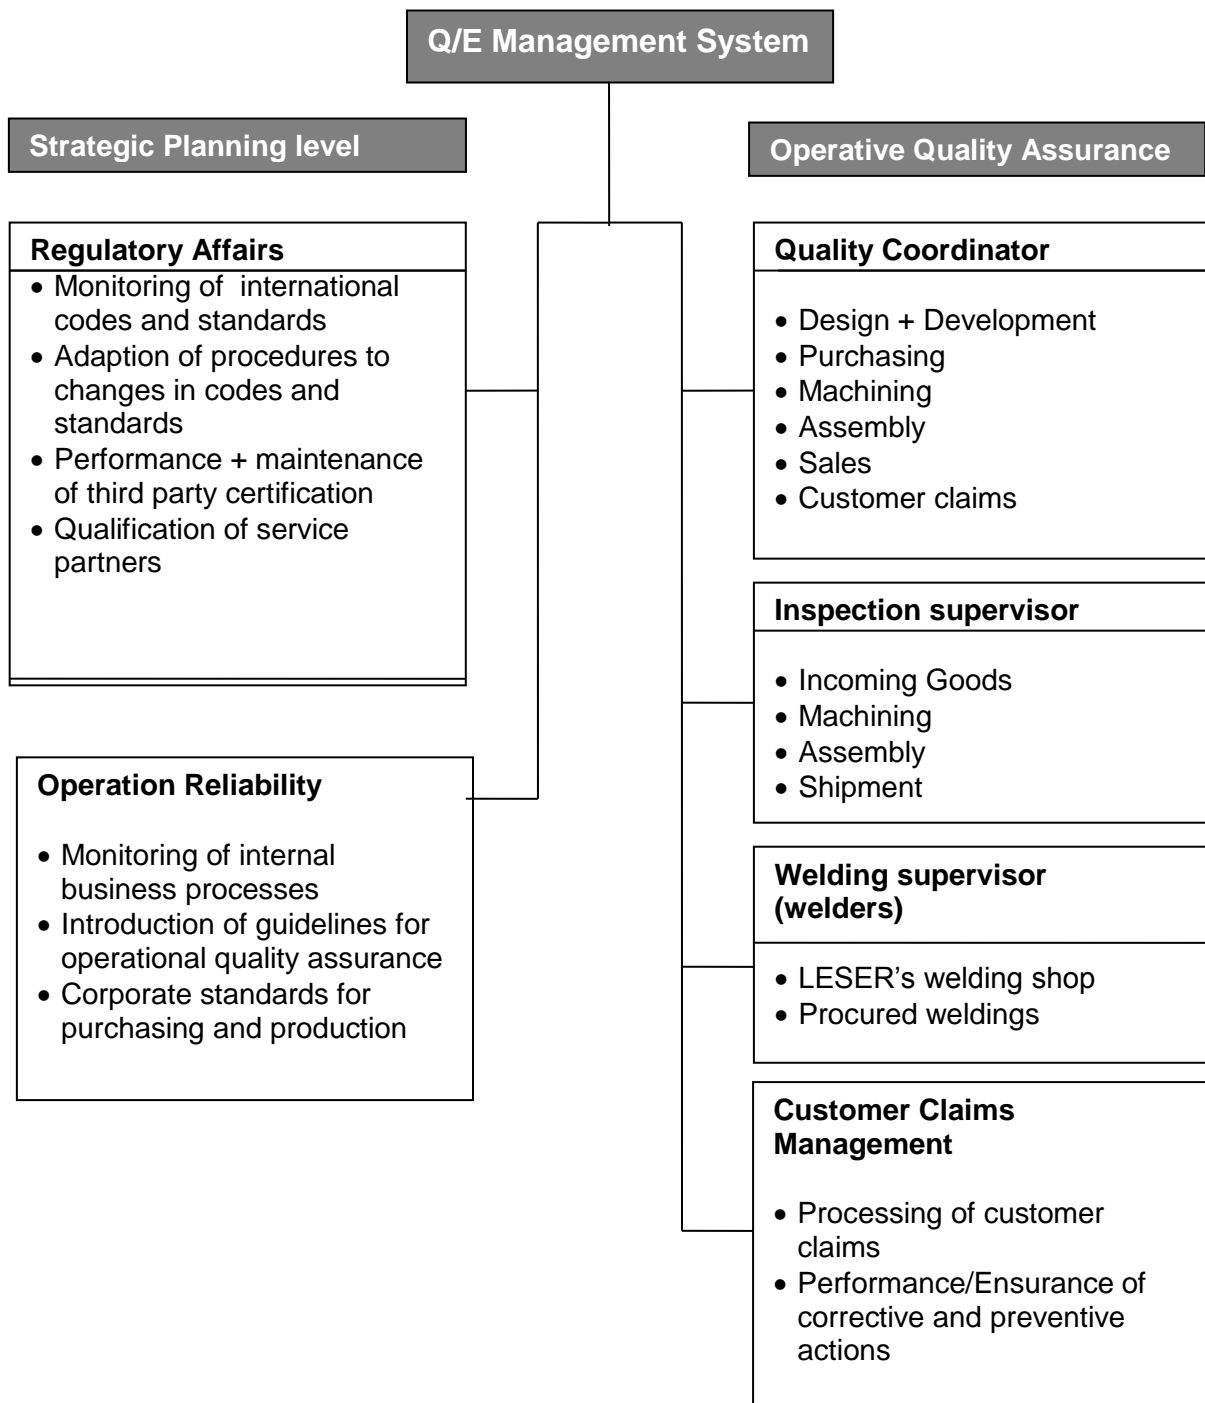 Q/E Management System
Strategic Planning level
Regulatory Affairs
• Monitoring of international
codes and standards
• Adaption of procedures to
changes in codes and
standards
• Performance + maintenance
of third party certification
• Qualification of service
partners
Operation Reliability
• Monitoring of internal
business processes
• Introduction of guidelines for
operational quality assurance
• Corporate standards for
purchasing and production
Operative Quality Assurance
Quality Coordinator
• Design + Development
• Purchasing
• Machining
• Assembly
• Sales
• Customer claims
Inspection supervisor
• Incoming Goods
• Machining
• Assembly
• Shipment
Welding supervisor
(welders)
• LESER’s welding shop
• Procured weldings
Customer Claims
Management
• Processing of customer
claims
• Performance/Ensurance of
corrective and preventive
actions